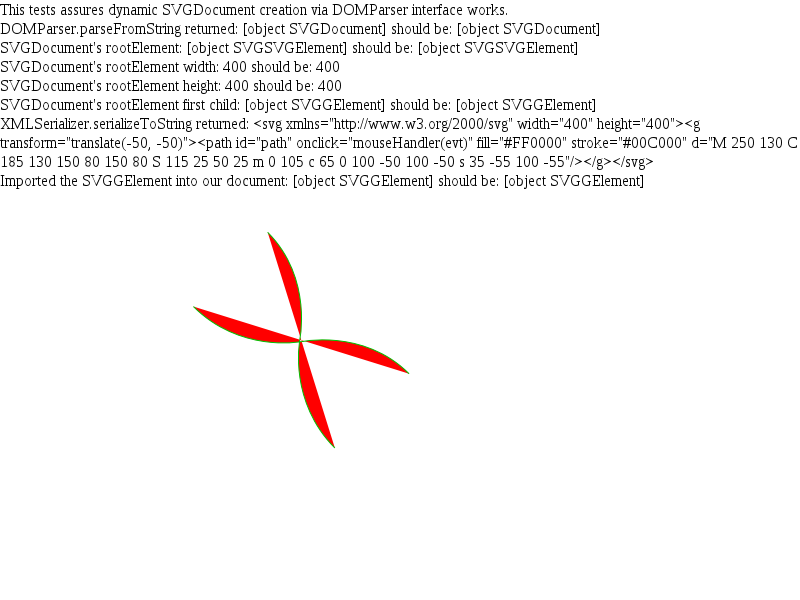 This tests assures dynamic SVGDocument creation via DOMParser interface works.
DOMParser.parseFromString returned: [object SVGDocument] should be: [object SVGDocument]
SVGDocument's rootElement: [object SVGSVGElement] should be: [object SVGSVGElement]
SVGDocument's rootElement width: 400 should be: 400
SVGDocument's rootElement height: 400 should be: 400
SVGDocument's rootElement first child: [object SVGGElement] should be: [object SVGGElement]
XMLSerializer.serializeToString returned: <svg xmlns="http://www.w3.org/2000/svg" width="400" height="400"><g
transform="translate(-50, -50)"><path id="path" onclick="mouseHandler(evt)" fill="#FF0000" stroke="#00C000" d="M 250 130 C
185 130 150 80 150 80 S 115 25 50 25 m 0 105 c 65 0 100 -50 100 -50 s 35 -55 100 -55"/></g></svg>
Imported the SVGGElement into our document: [object SVGGElement] should be: [object SVGGElement]